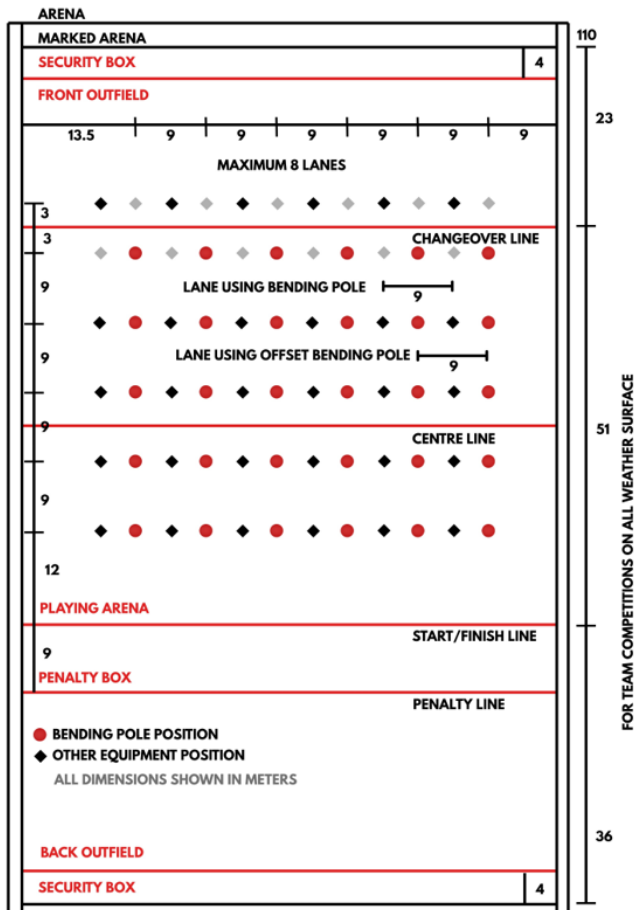 ARENA
MARKED ARENA
110
SECURITY BOX
4
FRONT OUTFIELD
23
13.5 9 9 9 9 9 9
MAXIMUM 8 LANES
3
3
CHANGEOVER LINE
9
LANE USING BENDING POLE
9
9
LANE USING OFFSET BENDING POLE
9
9
CENTRE LINE
51
9
12
PLAYING ARENA
START/FINISH LINE
9
PENALTY BOX
PENALTY LINE
FOR TEAM COMPETITIONS ON ALL WEATHER SURFACE
BENDING POLE POSITION
OTHER EQUIPMENT POSITION
ALL DIMENSIONS SHOWN IN METERS
36
BACK OUTFIELD
SECURITY BOX
4